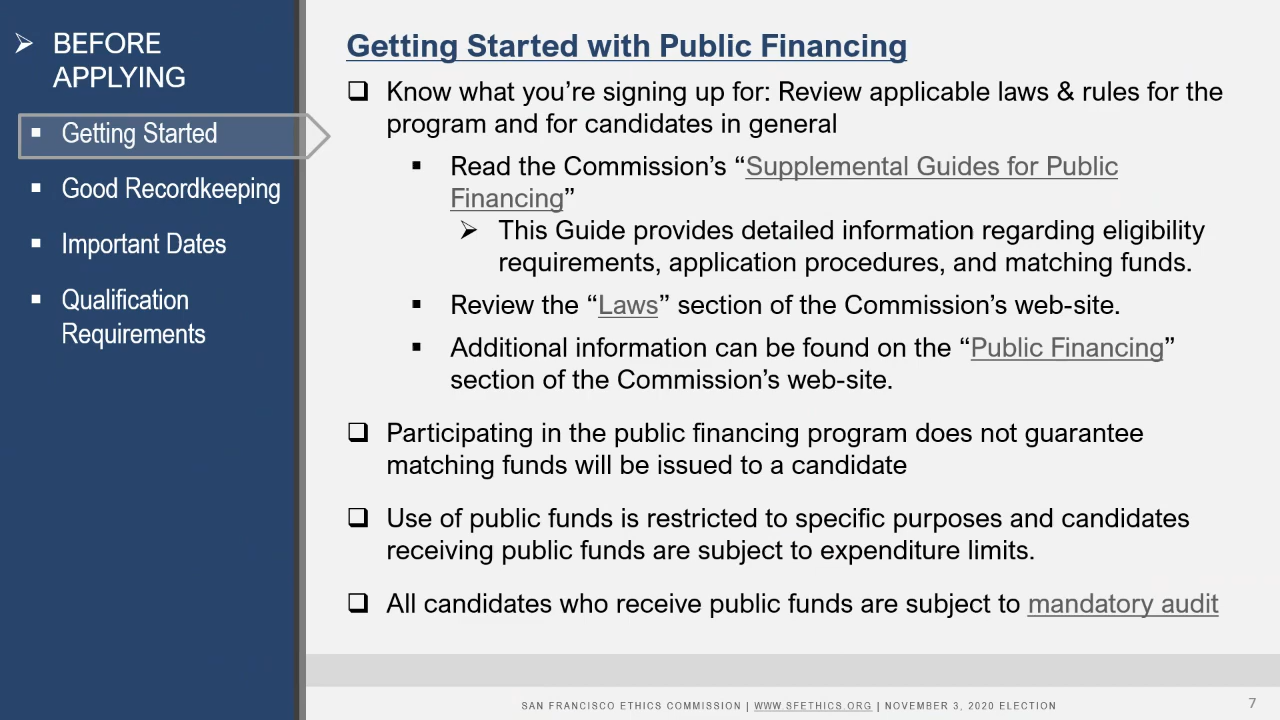 BEFORE
APPLYING
Getting Started
Good Recordkeeping
Important Dates
Qualification
Requirements
Getting Started with Public Financing
Know what you’re signing up for: Review applicable laws & rules for the
program and for candidates in general
Read the Commission’s “Supplemental Guides for Public
Financing”
This Guide provides detailed information regarding eligibility
requirements, application procedures, and matching funds.
Review the “Laws” section of the Commission’s web-site.
Additional information can be found on the “Public Financing”
section of the Commission’s web-site.
Participating in the public financing program does not guarantee
matching funds will be issued to a candidate
Use of public funds is restricted to specific purposes and candidates
receiving public funds are subject to expenditure limits.
All candidates who receive public funds are subject to mandatory audit
SAN FRANCISCO ETHICS COMMISSION | WWW.SFETHICS.ORG | NOVEMBER 3, 2020 ELECTION
7